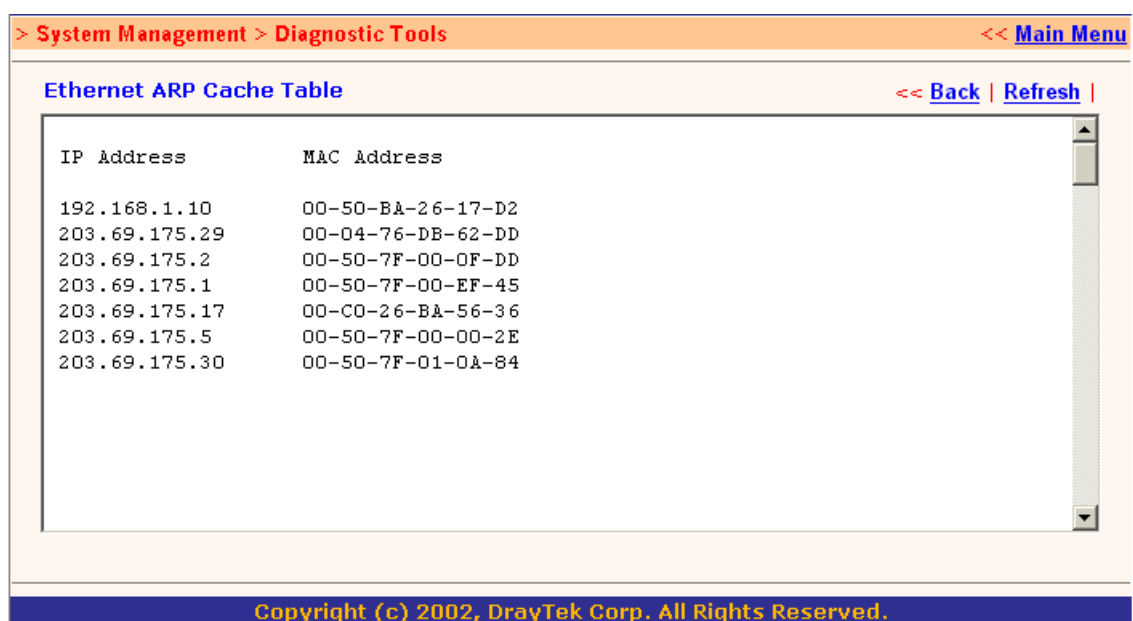 > System Management > Diagnostic Tools << Main Menu
Ethernet ARP Cache Table << Back | Refresh |
IP Address MAC Address
192.168.1.10 00-50-BA-26-17-D2
203.69.175.29 00-04-76-DB-62-DD
203.69.175.2 00-50-7F-00-0F-DD
203.69.175.1 00-50-7F-00-EF-45
203.69.175.17 00-C0-26-BA-56-36
203.69.175.5 00-50-7F-00-00-2E
203.69.175.30 00-50-7F-01-0A-84
Copyright (c) 2002, DrayTek Corp. All Rights Reserved.